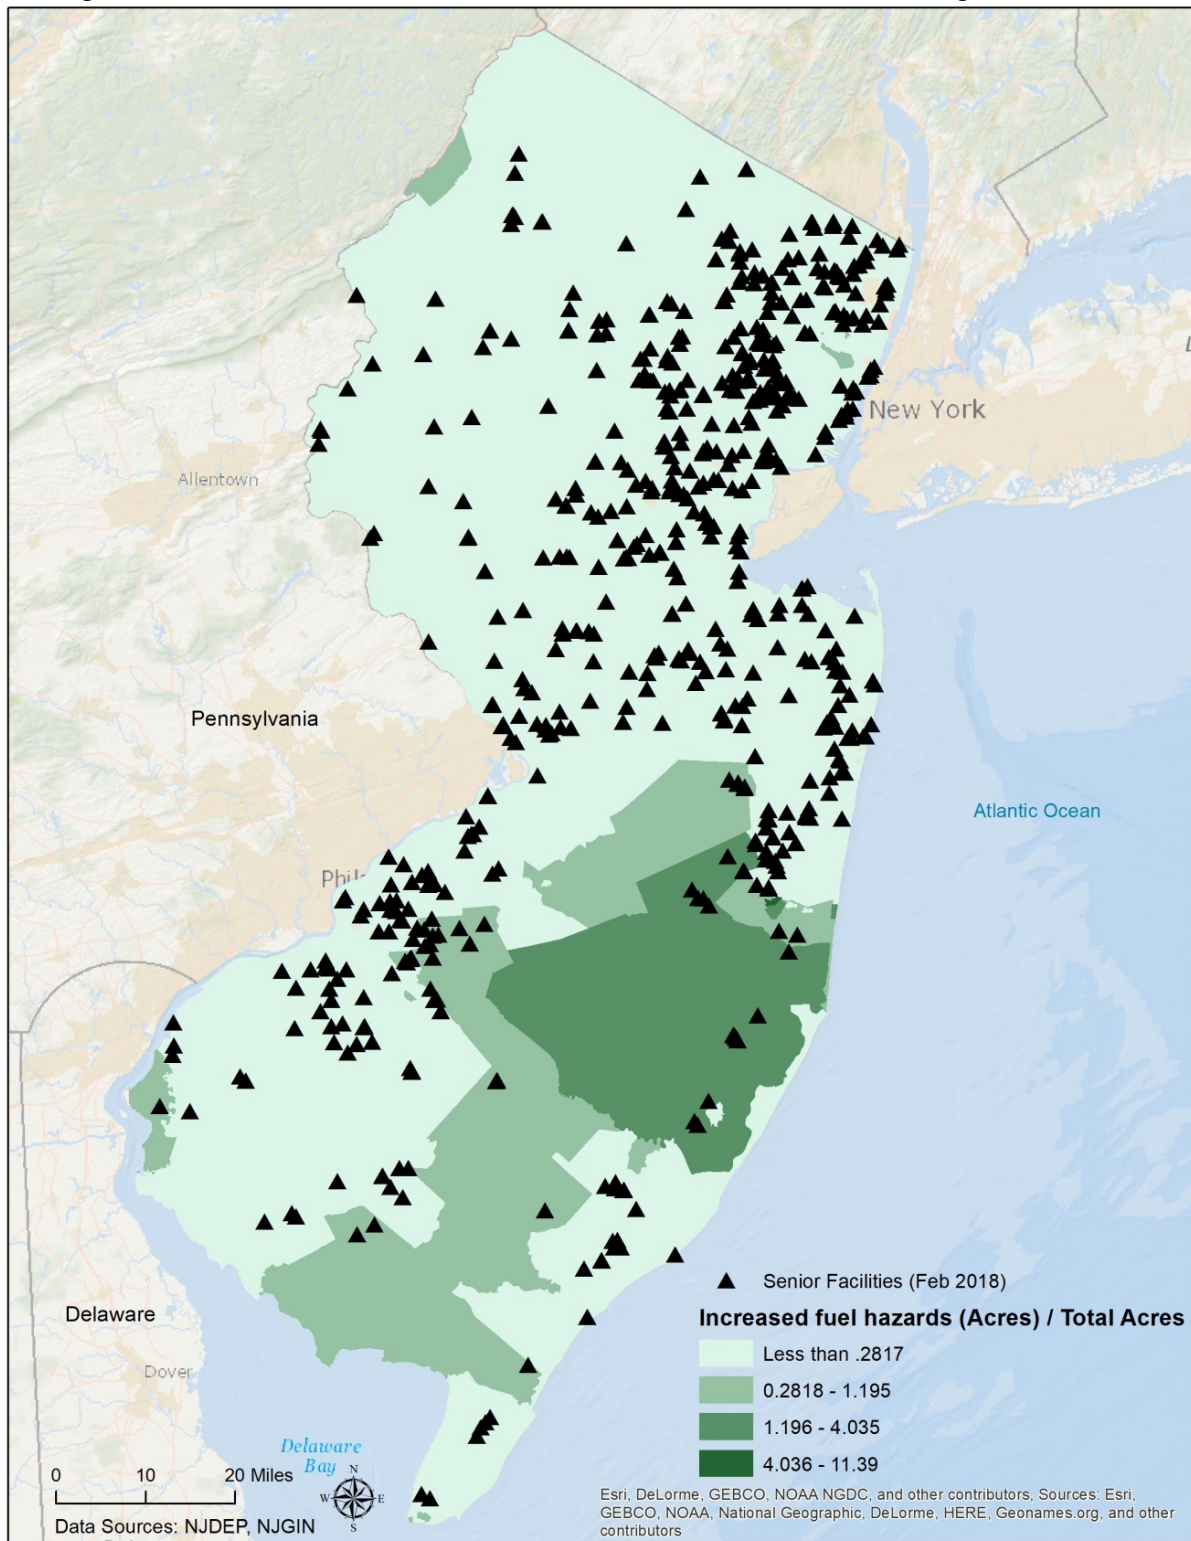 New York
Allentown
Pennsylvania
Atlantic Ocean
Phil
Senior Facilities (Feb 2018)
Increased fuel hazards (Acres) / Total Acres
Less than .2817
0.2818 - 1.195
1.196 - 4.035
4.036 - 11.39
Delaware
Dover
Delaware
Bay
0 10 20 Miles
N
W E
S
Data Sources: NJDEP, NJGIN
Esri, DeLorme, GEBCO, NOAA NGDC, and other contributors, Sources: Esri,
GEBCO, NOAA, National Geographic, DeLorme, HERE, Geonames.org, and other
contributors